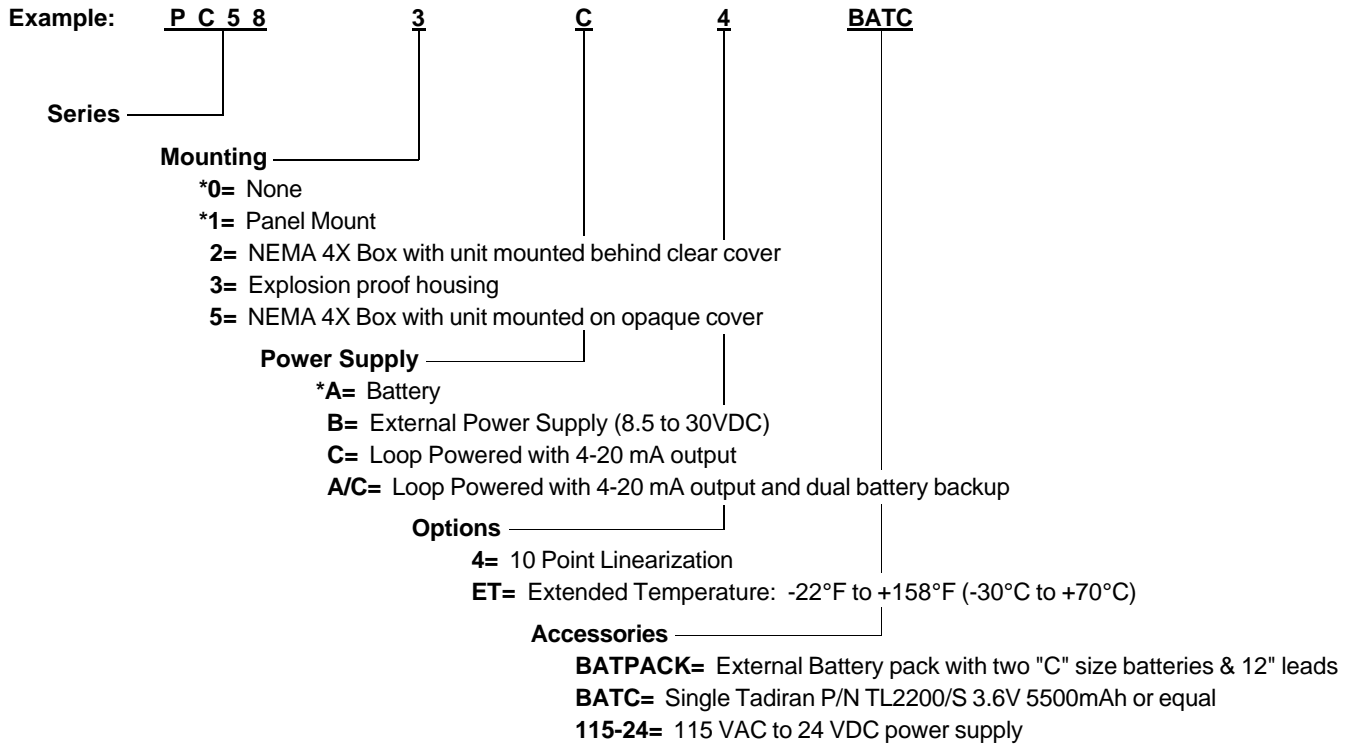 Example: P C 5 8 3 C 4 BATC
Series
Mounting
*0= None
*1= Panel Mount
2= NEMA 4X Box with unit mounted behind clear cover
3= Explosion proof housing
5= NEMA 4X Box with unit mounted on opaque cover
Power Supply
*A= Battery
B= External Power Supply (8.5 to 30VDC)
C= Loop Powered with 4-20 mA output
A/C= Loop Powered with 4-20 mA output and dual battery backup
Options
4= 10 Point Linearization
ET= Extended Temperature: -22°F to +158°F (-30°C to +70°C)
Accessories
BATPACK= External Battery pack with two "C" size batteries & 12" leads
BATC= Single Tadiran P/N TL2200/S 3.6V 5500mAh or equal
115-24= 115 VAC to 24 VDC power supply